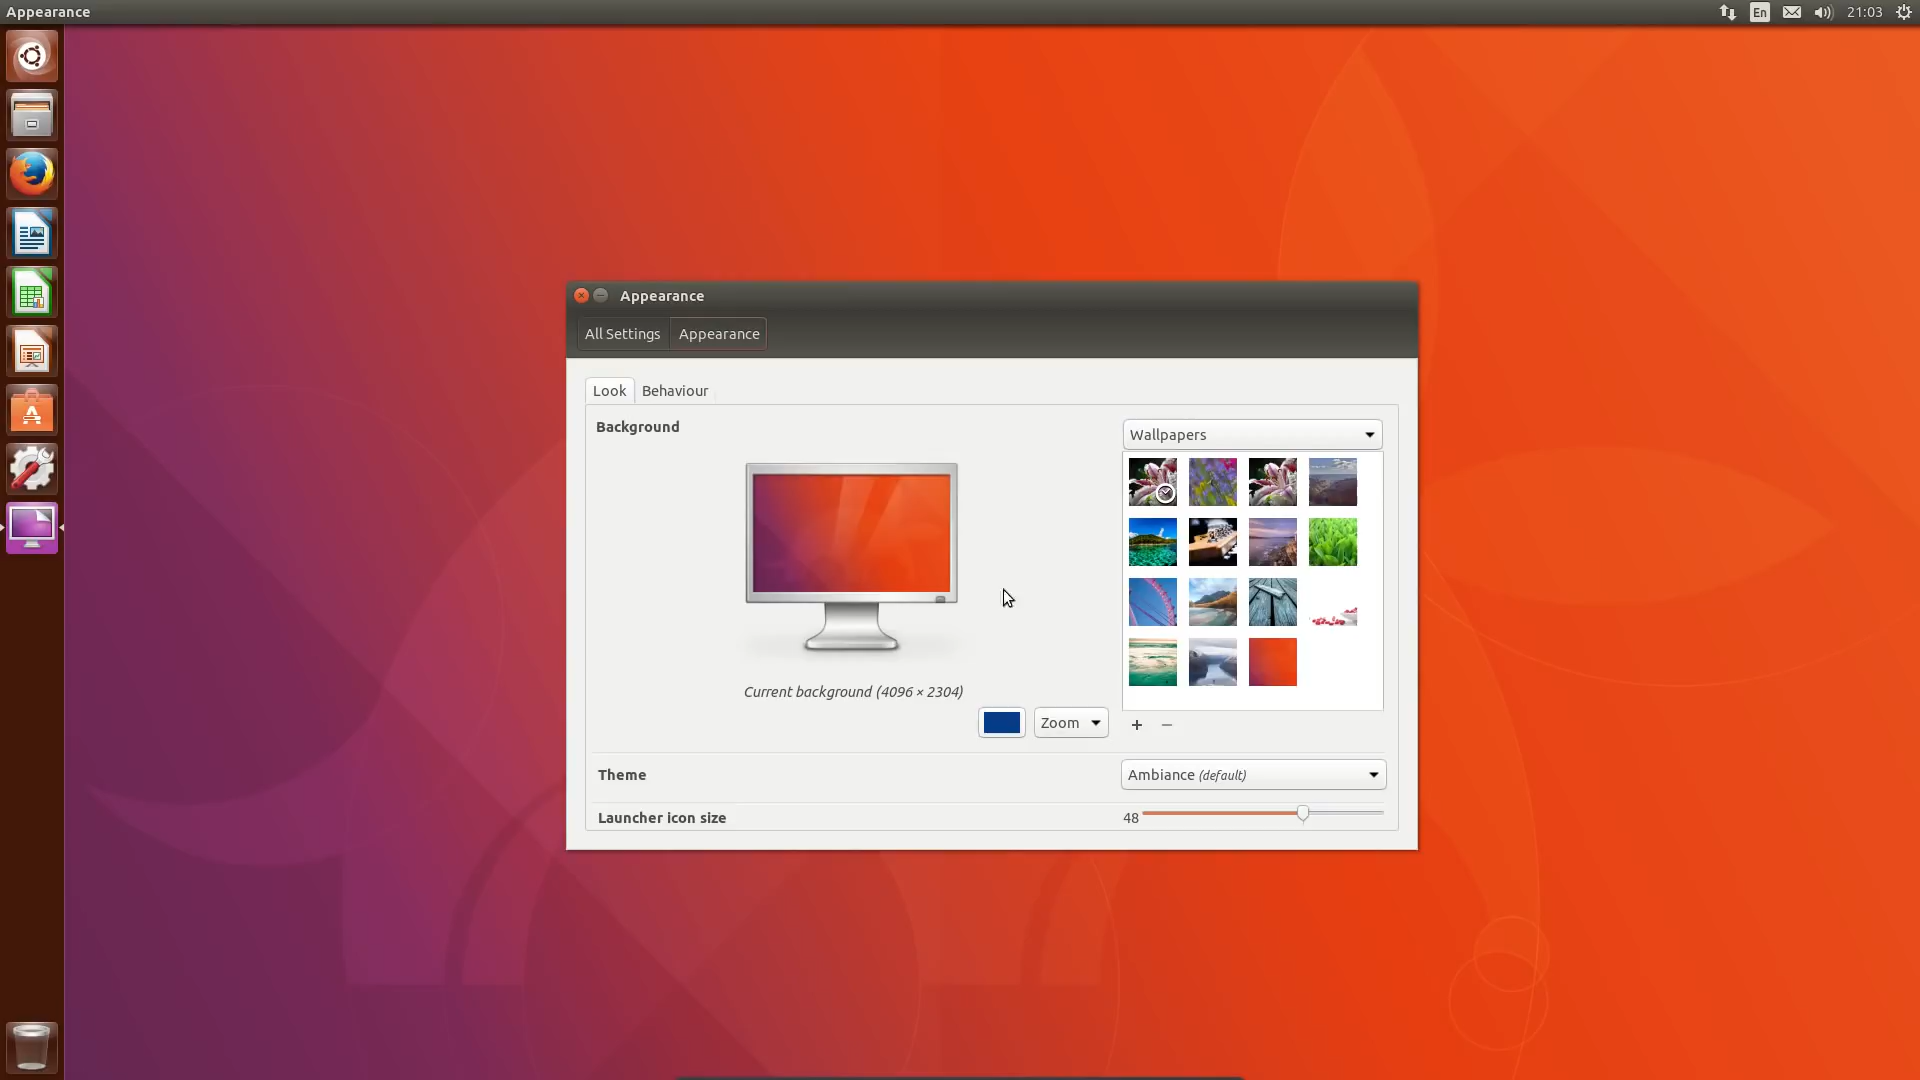 Appearance
En
21:03
Appearance
All Settings
Appearance
Look
Behaviour
Background
Wallpapers
Current background (4096 × 2304)
Zoom
+
−
Theme
Ambiance (default)
Launcher icon size
48